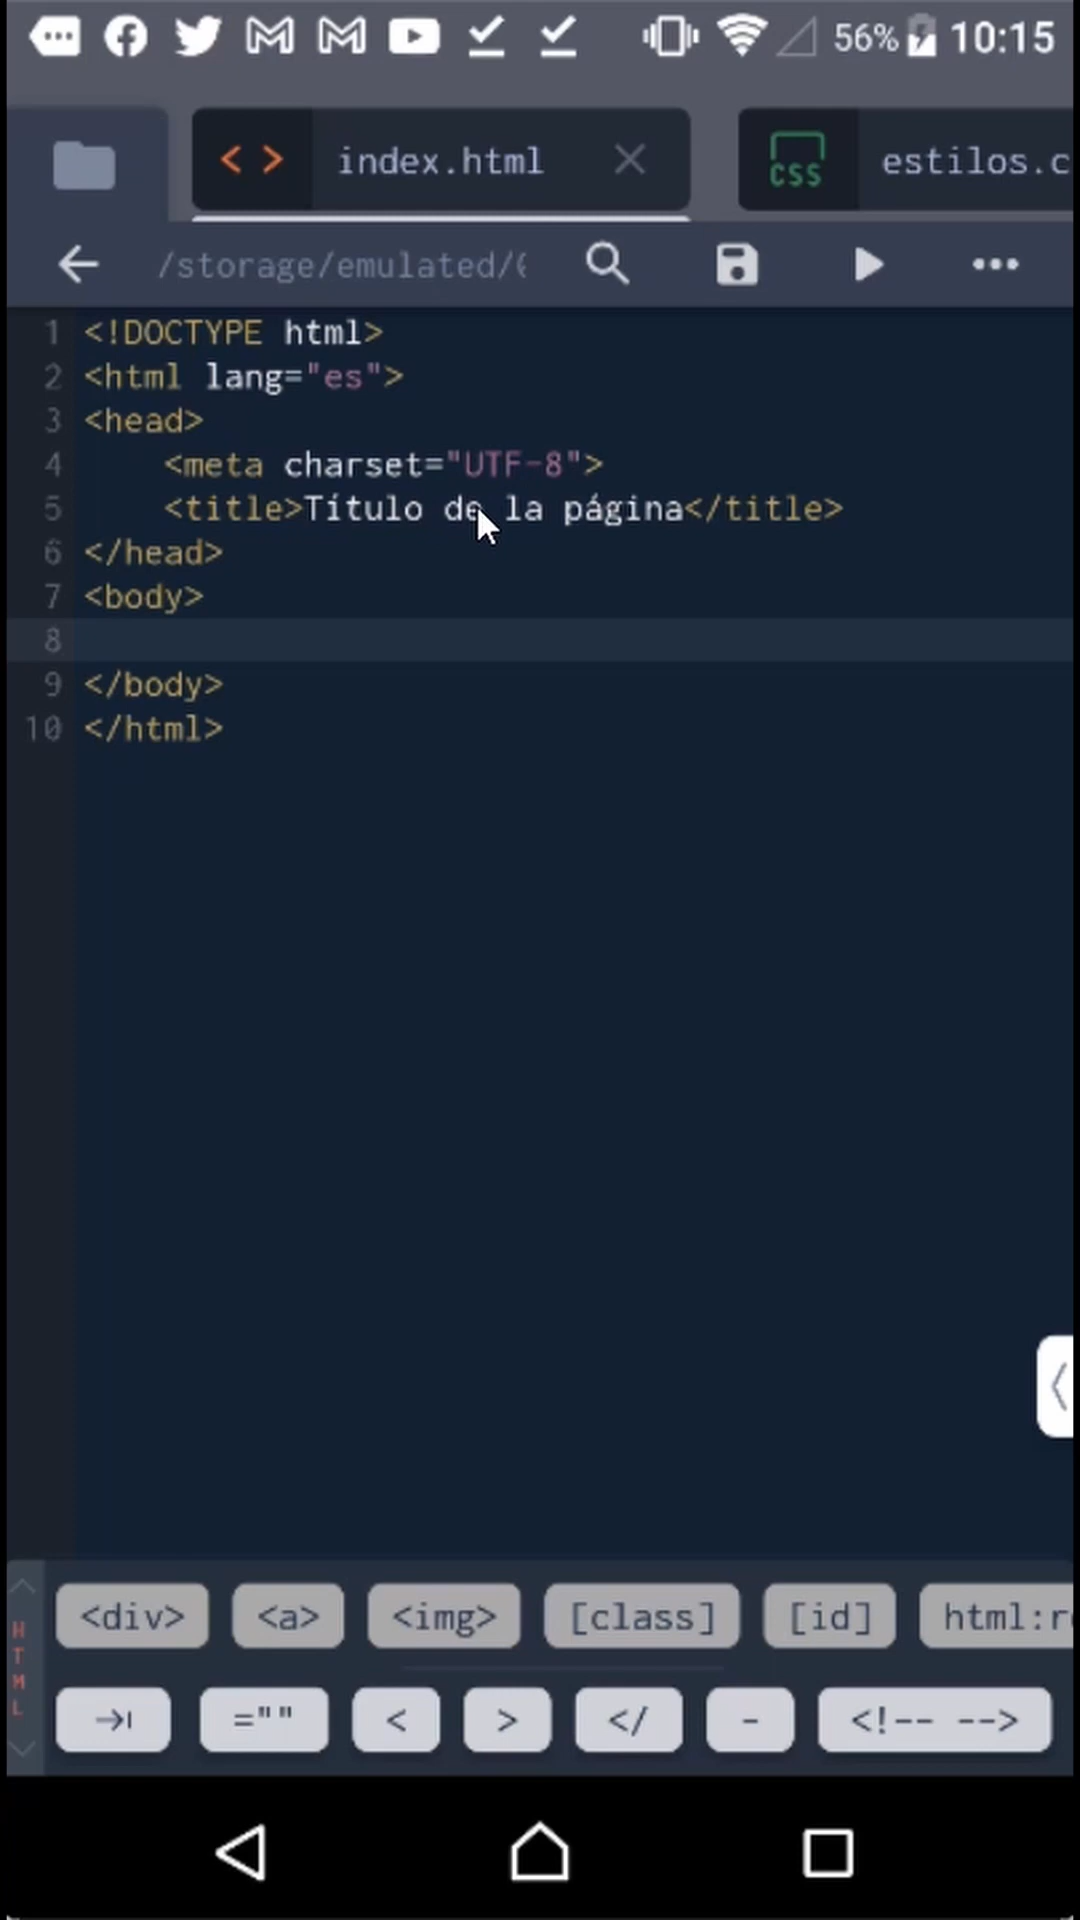 56% 10:15
index.html
CSS estilos.c
/storage/emulated/
1 <!DOCTYPE html>
2 <html lang="es">
3 <head>
4 <meta charset="UTF-8">
5 <title>Título de la página</title>
6 </head>
7 <body>
8
9 </body>
10 </html>
HTML
<div> <a> <img> [class] [id] html:r
="" < > </ - <!-- -->